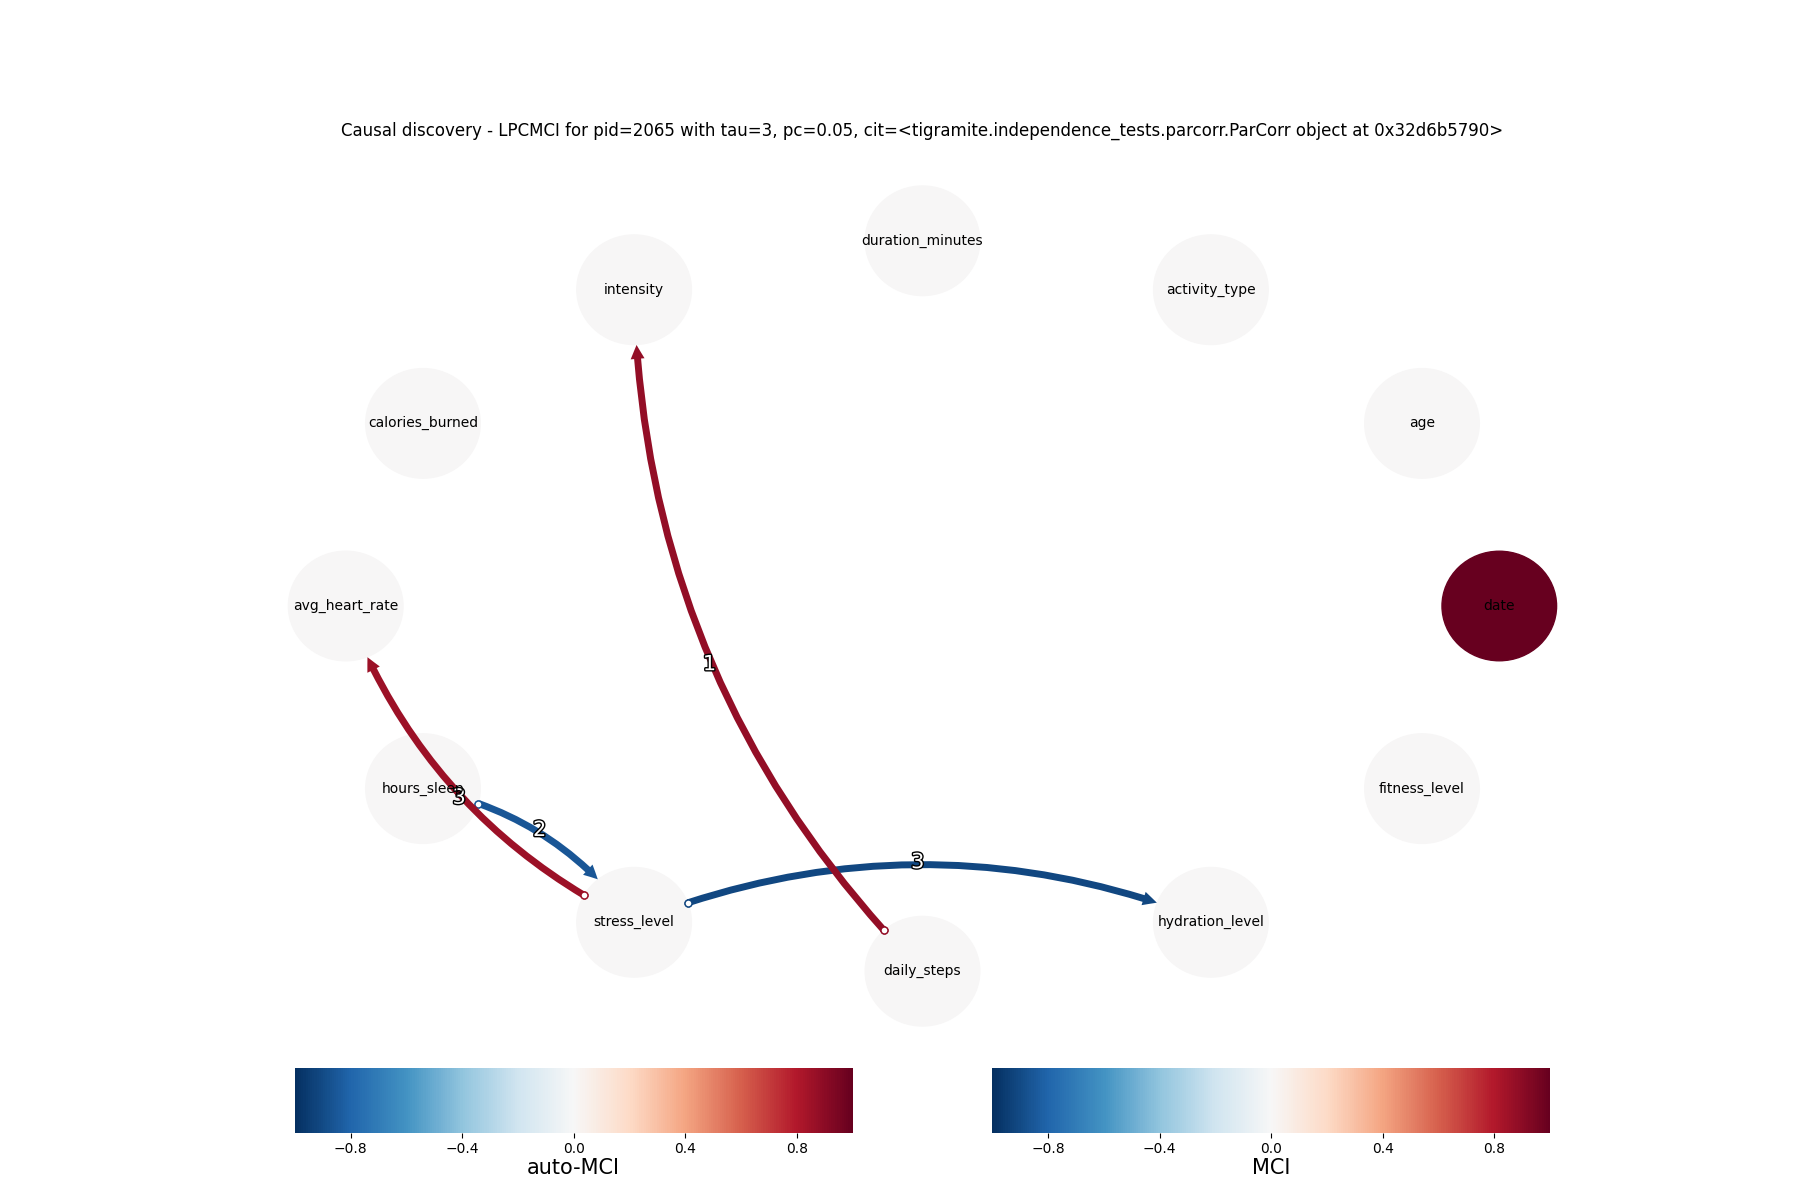 Causal discovery - LPCMCI for pid=2065 with tau=3, pc=0.05, cit=<tigramite.independence_tests.parcorr.ParCorr object at 0x32d6b5790>
duration_minutes
intensity
activity_type
calories_burned
age
avg_heart_rate
date
1
hours_sleep
3
2
fitness_level
3
stress_level
hydration_level
daily_steps
−0.8 −0.4 0.0 0.4 0.8
auto-MCI
−0.8 −0.4 0.0 0.4 0.8
MCI